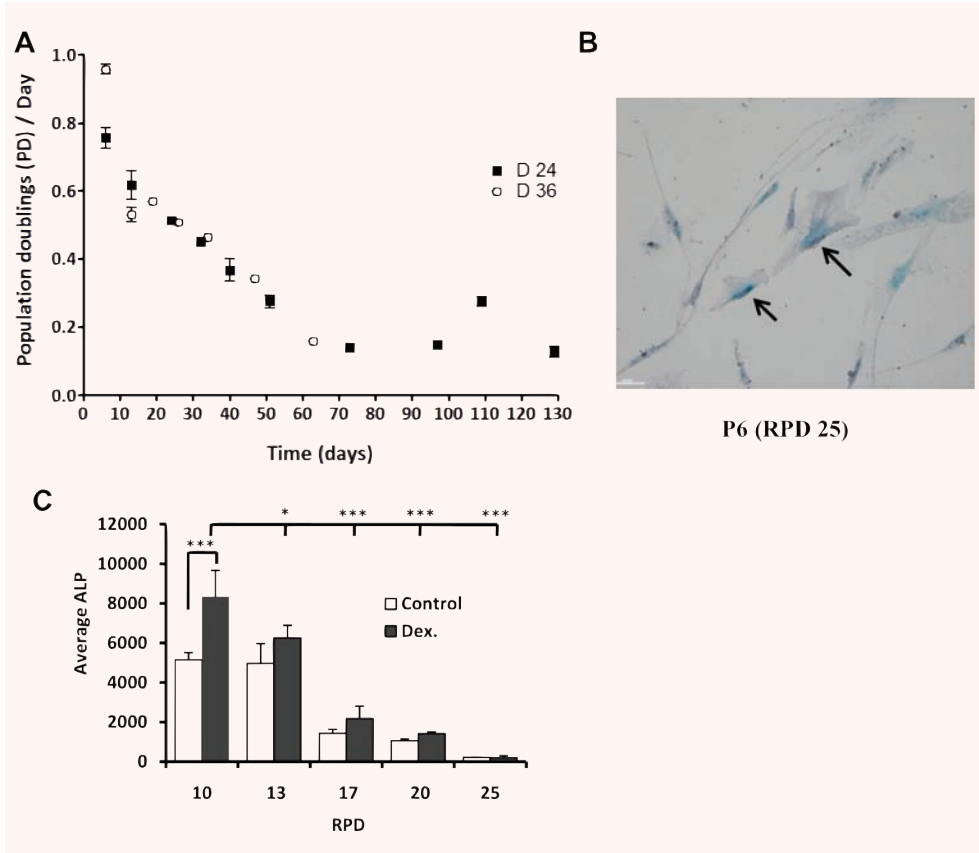 A
B
1.0
0.8
0.6
0.4
0.2
0.0
Population doublings (PD) / Day
D 24
D 36
0 10 20 30 40 50 60 70 80 90 100 110 120 130
Time (days)
P6 (RPD 25)
C
12000
10000
8000
6000
4000
2000
0
Average ALP
* *** *** ***
***
Control
Dex.
10 13 17 20 25
RPD